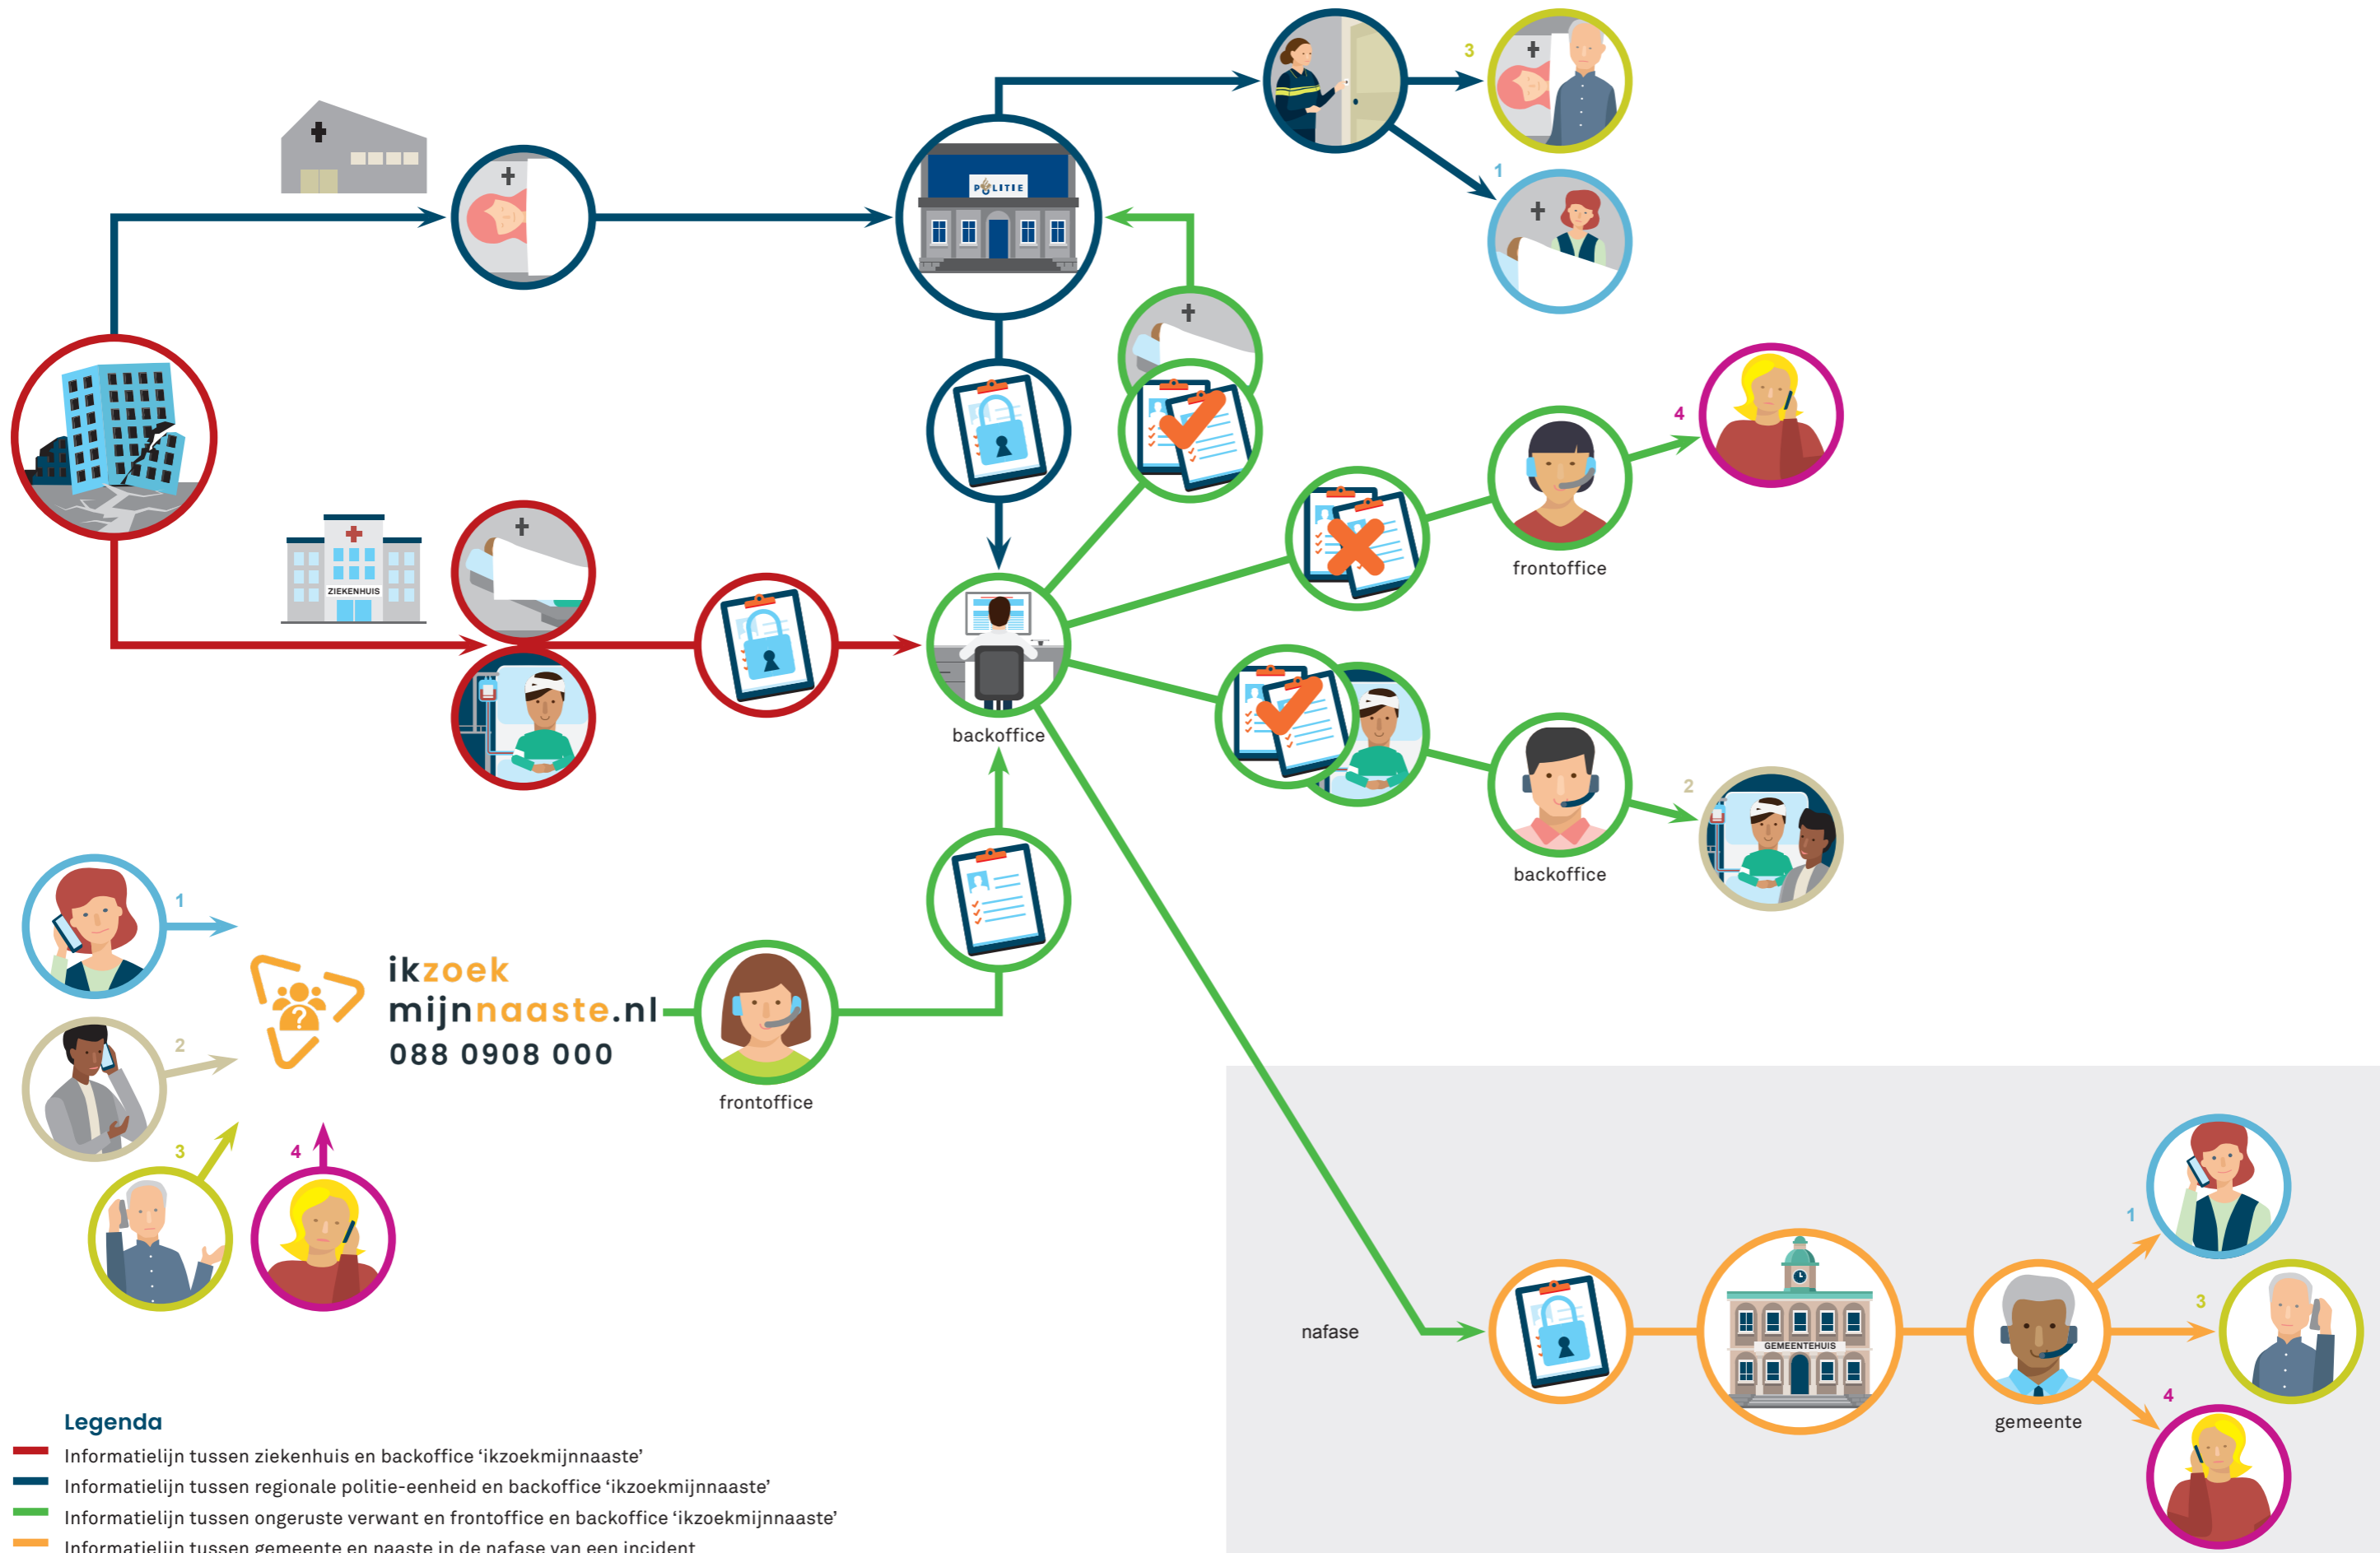 3
POLITIE
1
4
frontoffice
ZIEKENHUIS
backoffice
2
backoffice
1
2
3
4
ikzoek
mijnnaaste.nl
088 0908 000
frontoffice
nafase
GEMEENTEHUIS
gemeente
1
3
4
Legenda
Informatielijn tussen ziekenhuis en backoffice ‘ikzoekmijnnaaste’
Informatielijn tussen regionale politie-eenheid en backoffice ‘ikzoekmijnnaaste’
Informatielijn tussen ongeruste verwant en frontoffice en backoffice ‘ikzoekmijnnaaste’
Informatielijn tussen gemeente en naaste in de nafase van een incident